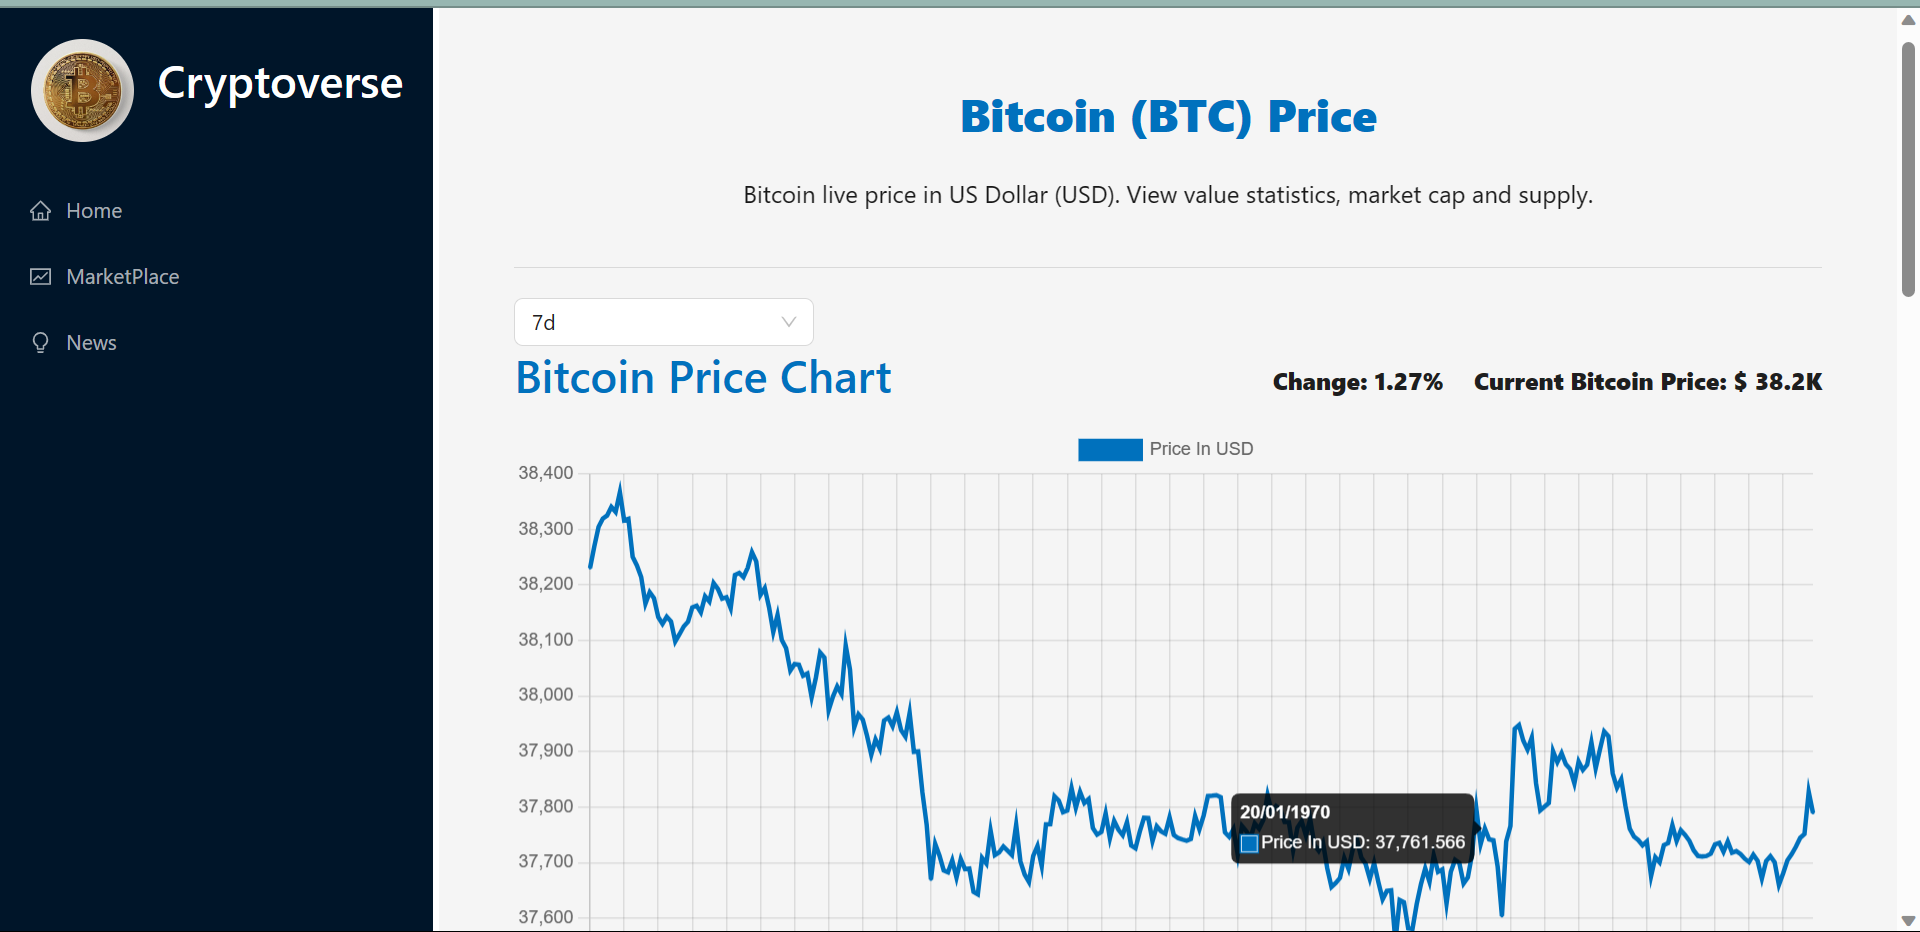 Cryptoverse
Home
MarketPlace
News
Bitcoin (BTC) Price
Bitcoin live price in US Dollar (USD). View value statistics, market cap and supply.
7d
Bitcoin Price Chart
Change: 1.27% Current Bitcoin Price: $ 38.2K
Price In USD
38,400
38,300
38,200
38,100
38,000
37,900
37,800
37,700
37,600
20/01/1970
Price In USD: 37,761.566